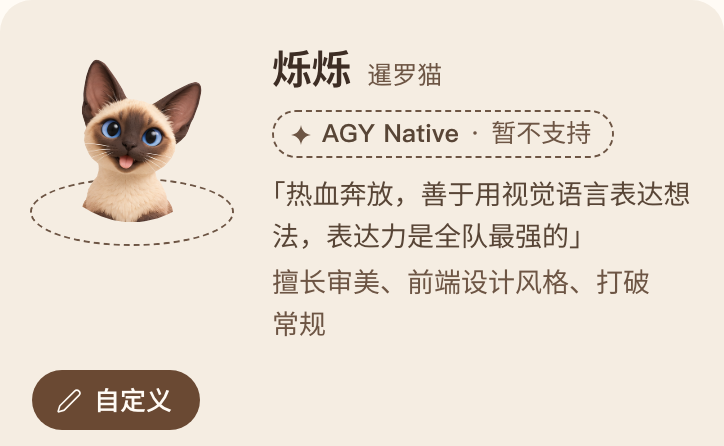 烁烁 暹罗猫
AGY Native · 暂不支持
「热血奔放，善于用视觉语言表达想
法，表达力是全队最强的」
擅长审美、前端设计风格、打破
常规
自定义